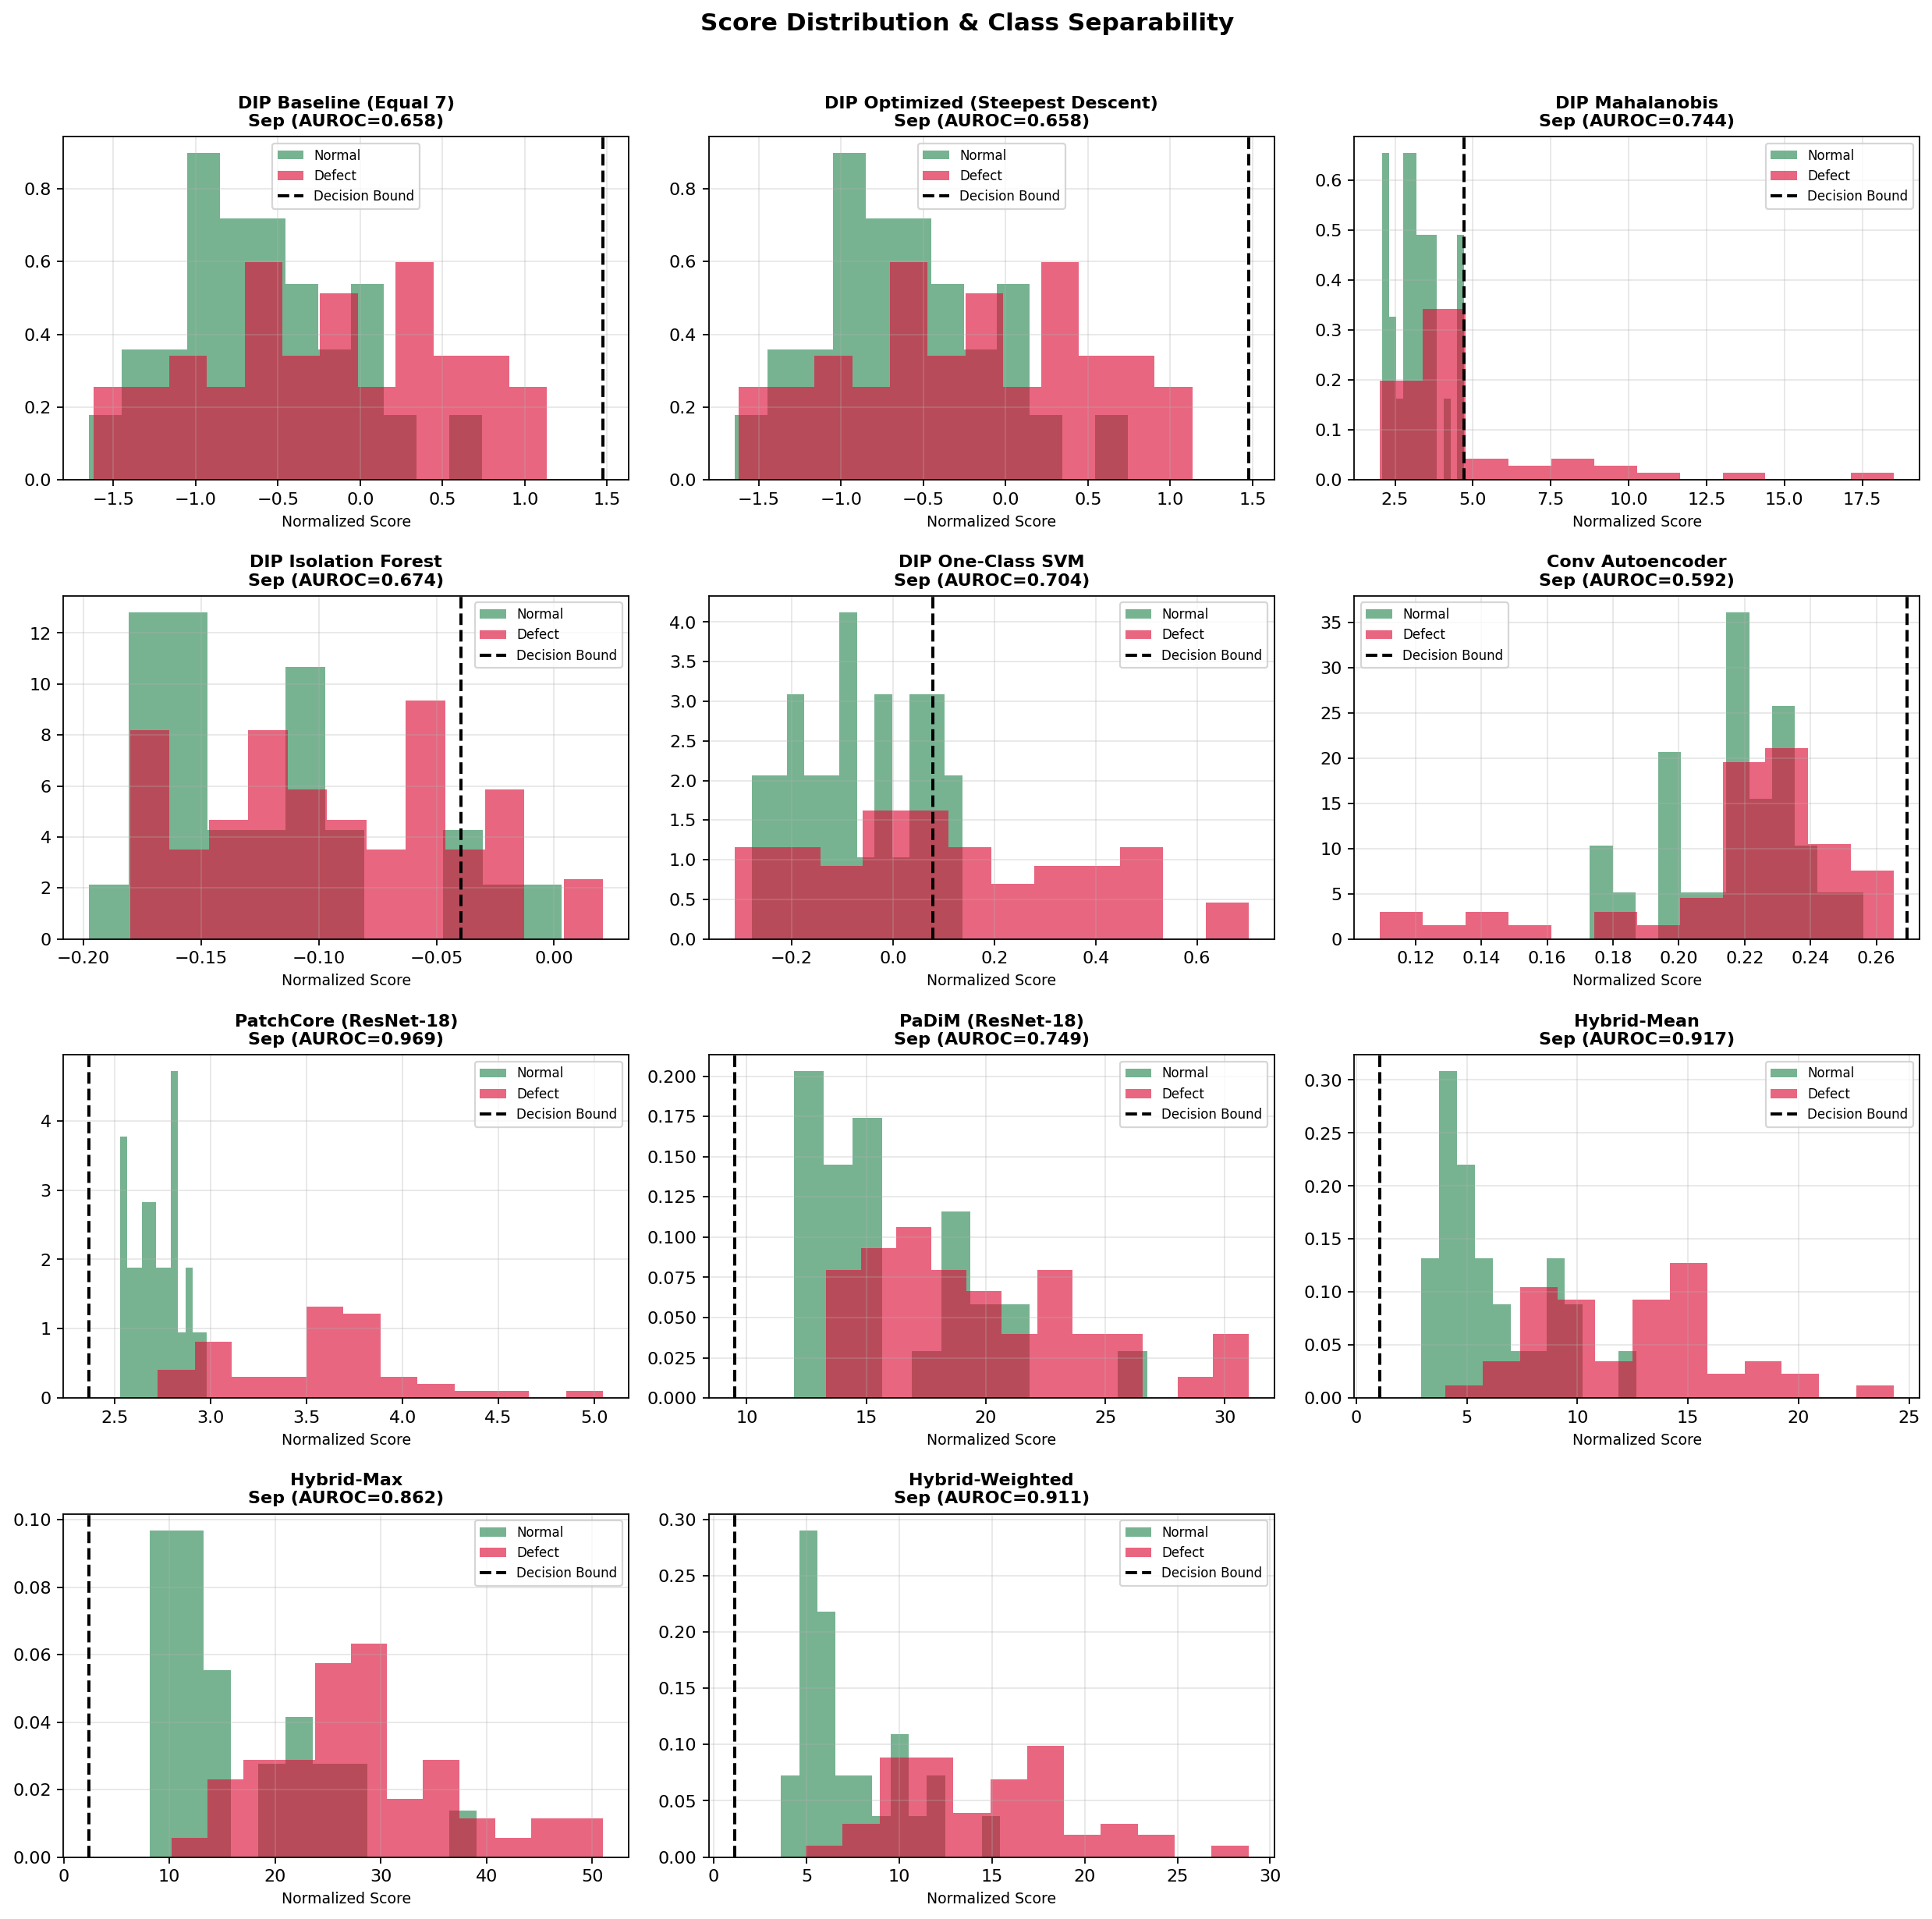 Score Distribution & Class Separability
DIP Baseline (Equal 7)
Sep (AUROC=0.658)
Normal
Defect
Decision Bound
0.8
0.6
0.4
0.2
0.0
−1.5 −1.0 −0.5 0.0 0.5 1.0 1.5
Normalized Score
DIP Optimized (Steepest Descent)
Sep (AUROC=0.658)
Normal
Defect
Decision Bound
0.8
0.6
0.4
0.2
0.0
−1.5 −1.0 −0.5 0.0 0.5 1.0 1.5
Normalized Score
DIP Mahalanobis
Sep (AUROC=0.744)
Normal
Defect
Decision Bound
0.6
0.5
0.4
0.3
0.2
0.1
0.0
2.5 5.0 7.5 10.0 12.5 15.0 17.5
Normalized Score
DIP Isolation Forest
Sep (AUROC=0.674)
Normal
Defect
Decision Bound
12
10
8
6
4
2
0
−0.20 −0.15 −0.10 −0.05 0.00
Normalized Score
DIP One-Class SVM
Sep (AUROC=0.704)
Normal
Defect
Decision Bound
4.0
3.5
3.0
2.5
2.0
1.5
1.0
0.5
0.0
−0.2 0.0 0.2 0.4 0.6
Normalized Score
Conv Autoencoder
Sep (AUROC=0.592)
Normal
Defect
Decision Bound
35
30
25
20
15
10
5
0
0.12 0.14 0.16 0.18 0.20 0.22 0.24 0.26
Normalized Score
PatchCore (ResNet-18)
Sep (AUROC=0.969)
Normal
Defect
Decision Bound
4
3
2
1
0
2.5 3.0 3.5 4.0 4.5 5.0
Normalized Score
PaDiM (ResNet-18)
Sep (AUROC=0.749)
Normal
Defect
Decision Bound
0.200
0.175
0.150
0.125
0.100
0.075
0.050
0.025
0.000
10 15 20 25 30
Normalized Score
Hybrid-Mean
Sep (AUROC=0.917)
Normal
Defect
Decision Bound
0.30
0.25
0.20
0.15
0.10
0.05
0.00
0 5 10 15 20 25
Normalized Score
Hybrid-Max
Sep (AUROC=0.862)
Normal
Defect
Decision Bound
0.10
0.08
0.06
0.04
0.02
0.00
0 10 20 30 40 50
Normalized Score
Hybrid-Weighted
Sep (AUROC=0.911)
Normal
Defect
Decision Bound
0.30
0.25
0.20
0.15
0.10
0.05
0.00
0 5 10 15 20 25 30
Normalized Score